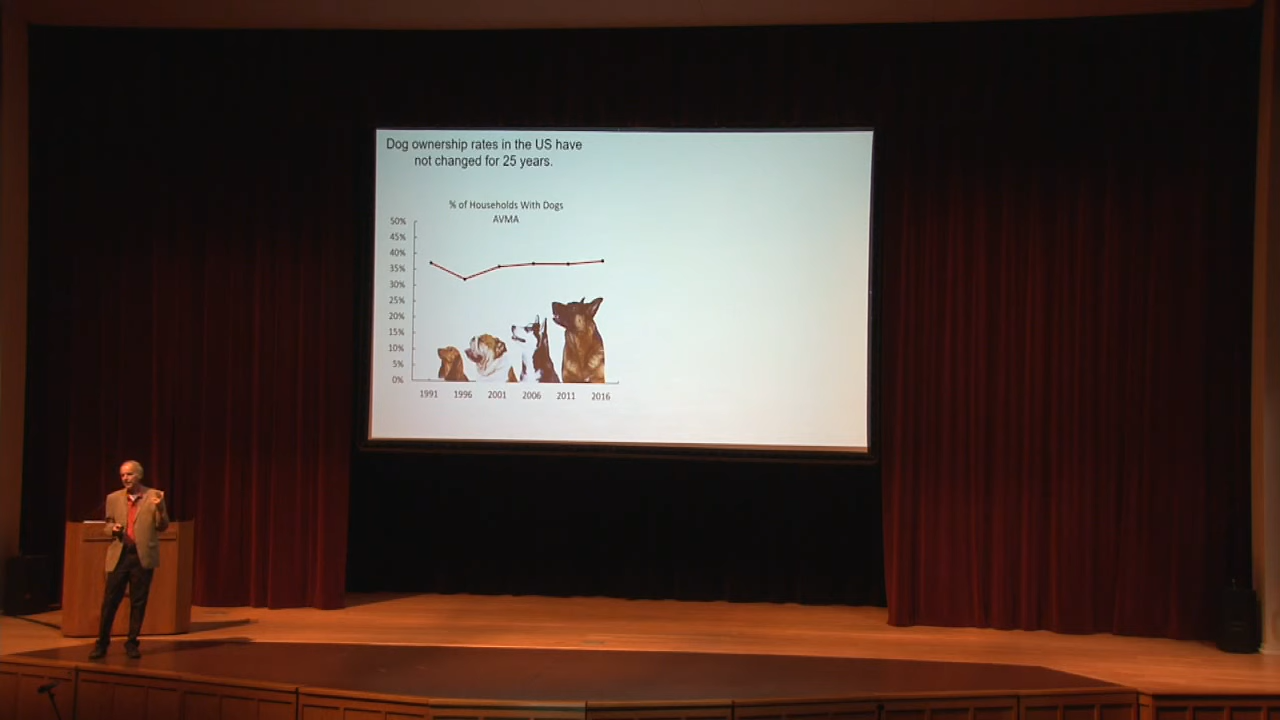 Dog ownership rates in the US have
not changed for 25 years.
% of Households With Dogs
AVMA
50%
45%
40%
35%
30%
25%
20%
15%
10%
5%
0%
1991 1996 2001 2006 2011 2016